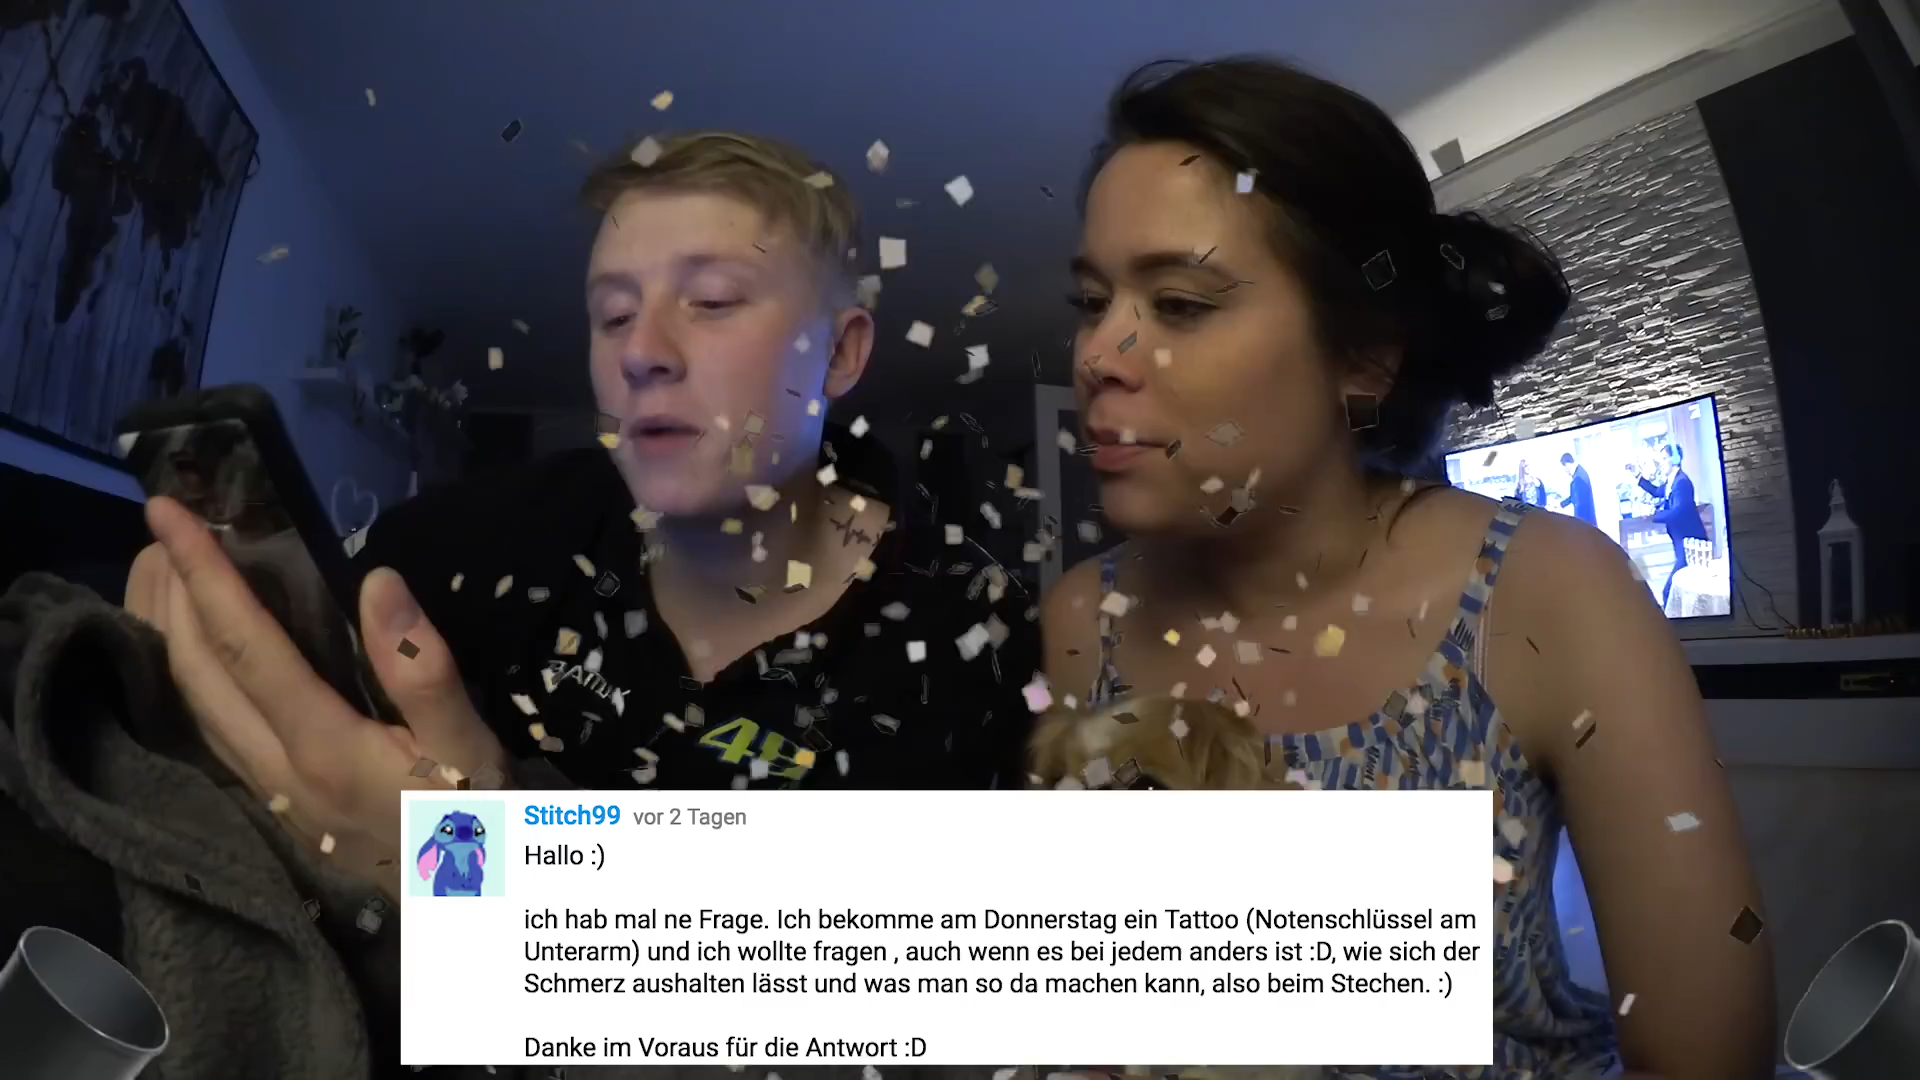 BANDIK
46
Stitch99 vor 2 Tagen
Hallo :)
ich hab mal ne Frage. Ich bekomme am Donnerstag ein Tattoo (Notenschlüssel am
Unterarm) und ich wollte fragen , auch wenn es bei jedem anders ist :D, wie sich der
Schmerz aushalten lässt und was man so da machen kann, also beim Stechen. :)
Danke im Voraus für die Antwort :D